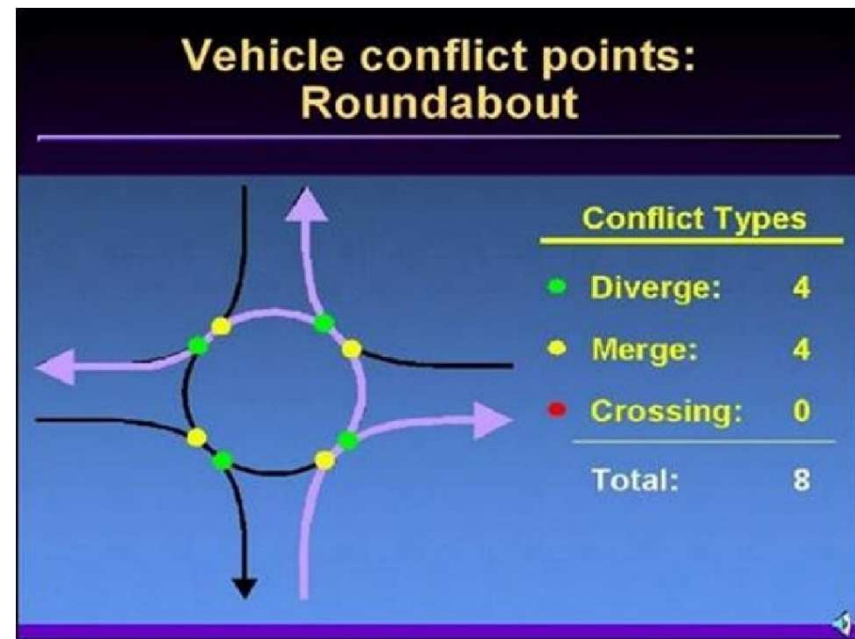 Vehicle conflict points:
Roundabout
Conflict Types
Diverge: 4
Merge: 4
Crossing: 0
Total: 8